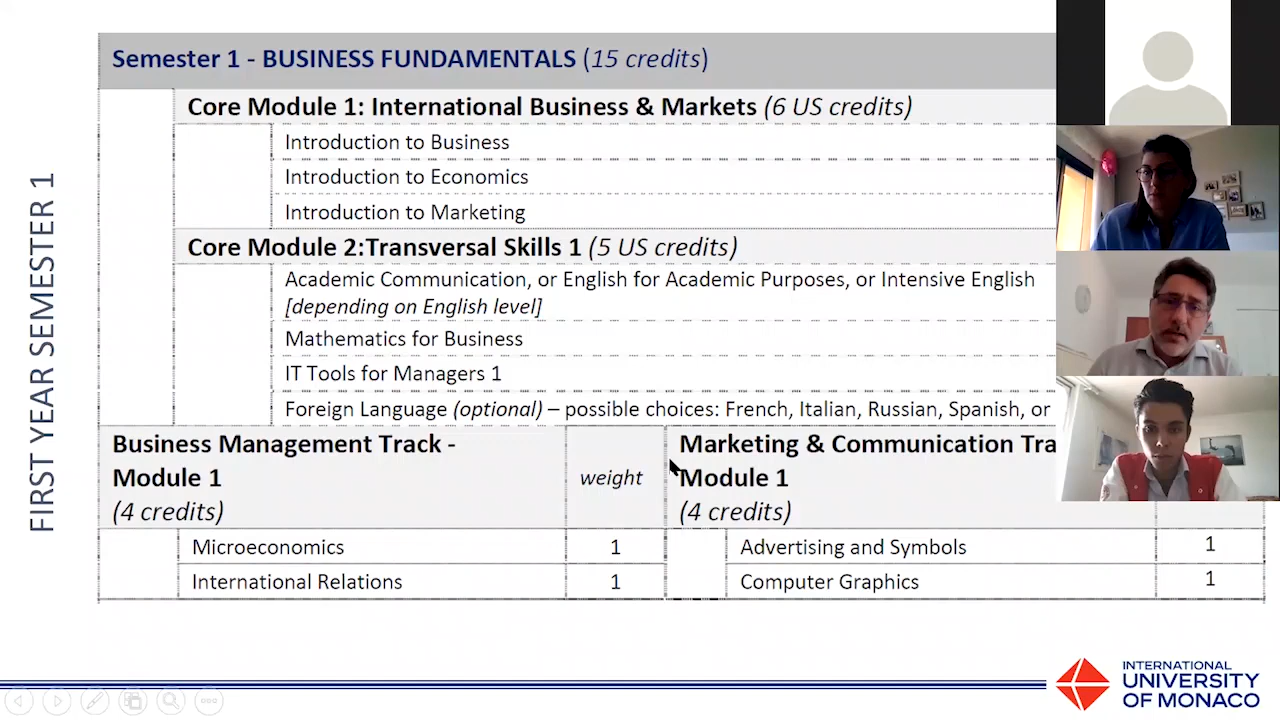 FIRST YEAR SEMESTER 1
Semester 1 - BUSINESS FUNDAMENTALS (15 credits)
Core Module 1: International Business & Markets (6 US credits)
Introduction to Business
Introduction to Economics
Introduction to Marketing
Core Module 2:Transversal Skills 1 (5 US credits)
Academic Communication, or English for Academic Purposes, or Intensive English
[depending on English level]
Mathematics for Business
IT Tools for Managers 1
Foreign Language (optional) – possible choices: French, Italian, Russian, Spanish, or
Business Management Track -
Module 1
(4 credits)
weight
Marketing & Communication Tra
Module 1
(4 credits)
Microeconomics 1
International Relations 1
Advertising and Symbols 1
Computer Graphics 1
INTERNATIONAL
UNIVERSITY
OF MONACO